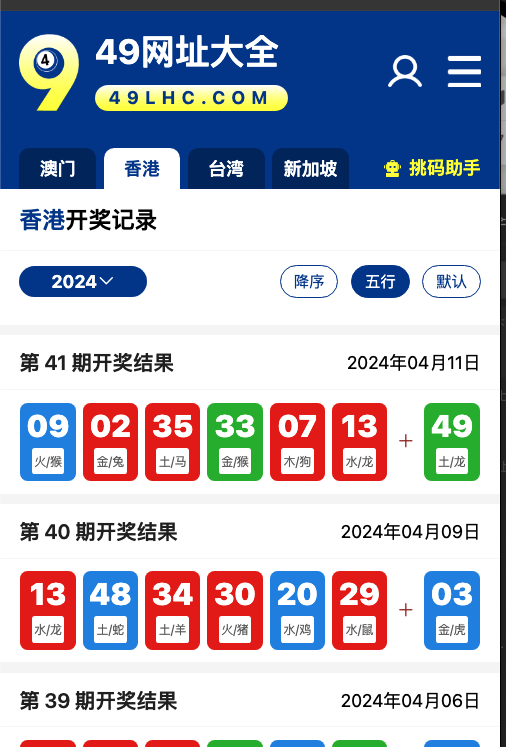 4
49网址大全
49LHC.COM
澳门 香港 台湾 新加坡 挑码助手
香港开奖记录
2024 降序 五行 默认
第 41 期开奖结果 2024年04月11日
09 02 35 33 07 13 + 49
火/猴 金/兔 土/马 金/猴 木/狗 水/龙 土/龙
第 40 期开奖结果 2024年04月09日
13 48 34 30 20 29 + 03
水/龙 土/蛇 土/羊 火/猪 水/鸡 水/鼠 金/虎
第 39 期开奖结果 2024年04月06日